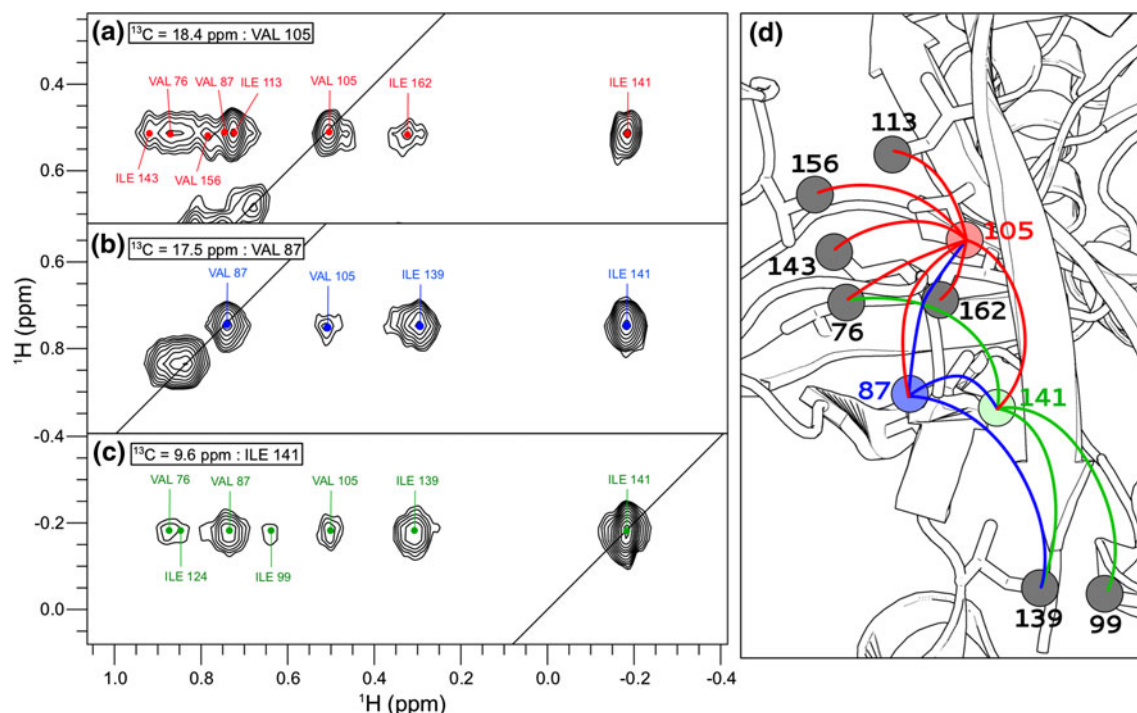 (a) ¹³C = 18.4 ppm : VAL 105
VAL 76 VAL 87 ILE 113 VAL 105 ILE 162 ILE 141
ILE 143 VAL 156
0.4
0.6
(b) ¹³C = 17.5 ppm : VAL 87
VAL 87 VAL 105 ILE 139 ILE 141
0.6
0.8
¹H (ppm)
(c) ¹³C = 9.6 ppm : ILE 141
VAL 76 VAL 87 VAL 105 ILE 139 ILE 141
ILE 124 ILE 99
-0.4
-0.2
0.0
1.0 0.8 0.6 0.4 0.2 0.0 -0.2 -0.4
¹H (ppm)
(d)
113
156
105
143
76
162
87
141
139
99